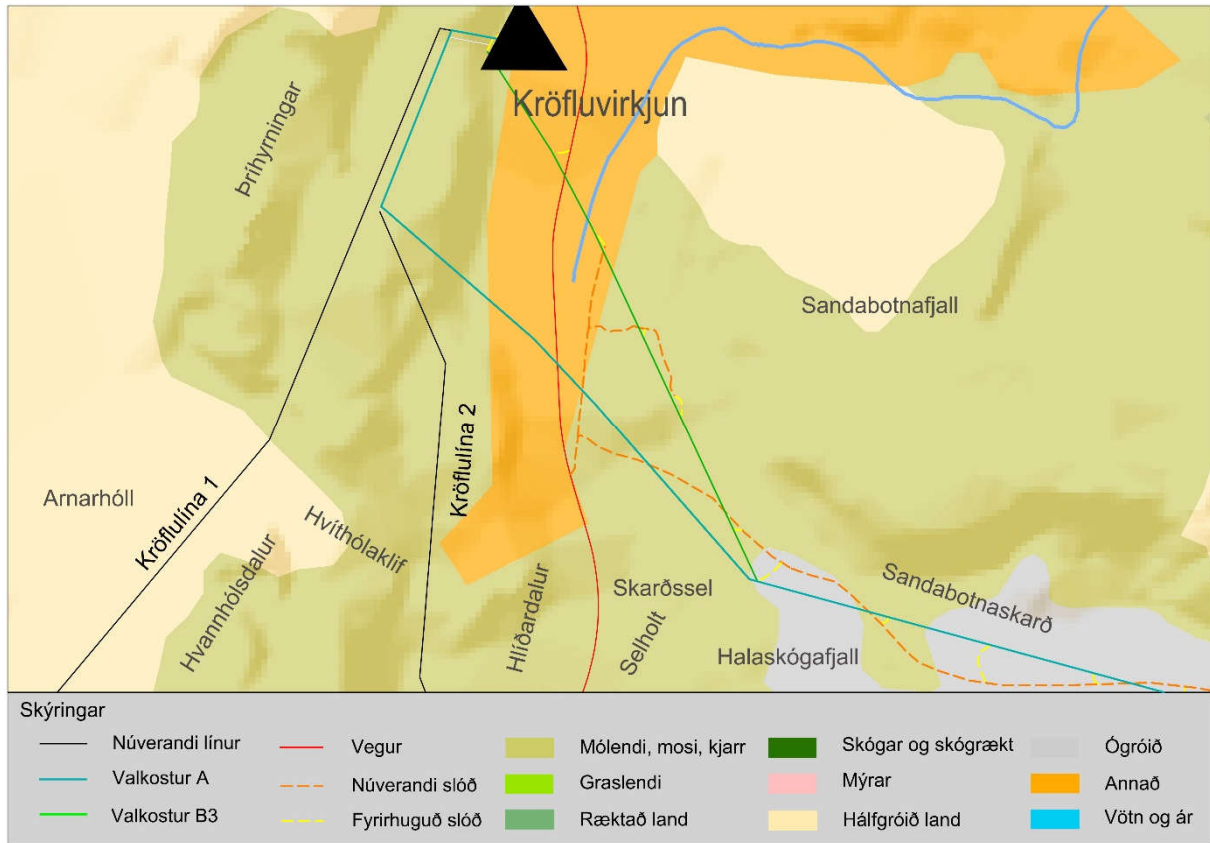 Kröfluvirkjun
Þríhyrningar
Sandabotnafjall
Arnarhóll
Kröflulína 1
Kröflulína 2
Hvíthólaklif
Hvannhólsdalur
Hlíðardalur
Skarðssel
Selholt
Halaskógafjall
Sandabotnaskarð
Skýringar
Núverandi línur
Valkostur A
Valkostur B3
Vegur
Núverandi slóð
Fyrirhuguð slóð
Mólendi, mosi, kjarr
Graslendi
Ræktað land
Skógar og skógrækt
Mýrar
Hálfgróið land
Ógróið
Annað
Vötn og ár